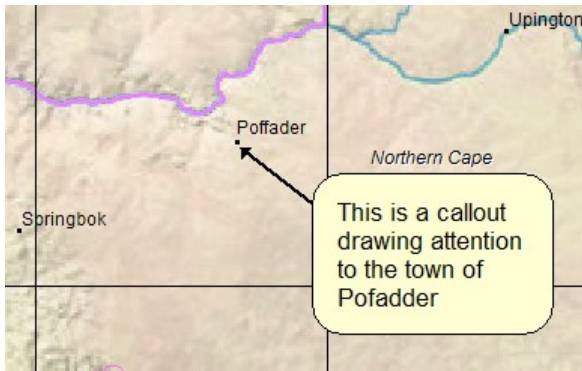 Upington
Poffader
Northern Cape
Springbok
This is a callout
drawing attention
to the town of
Pofadder